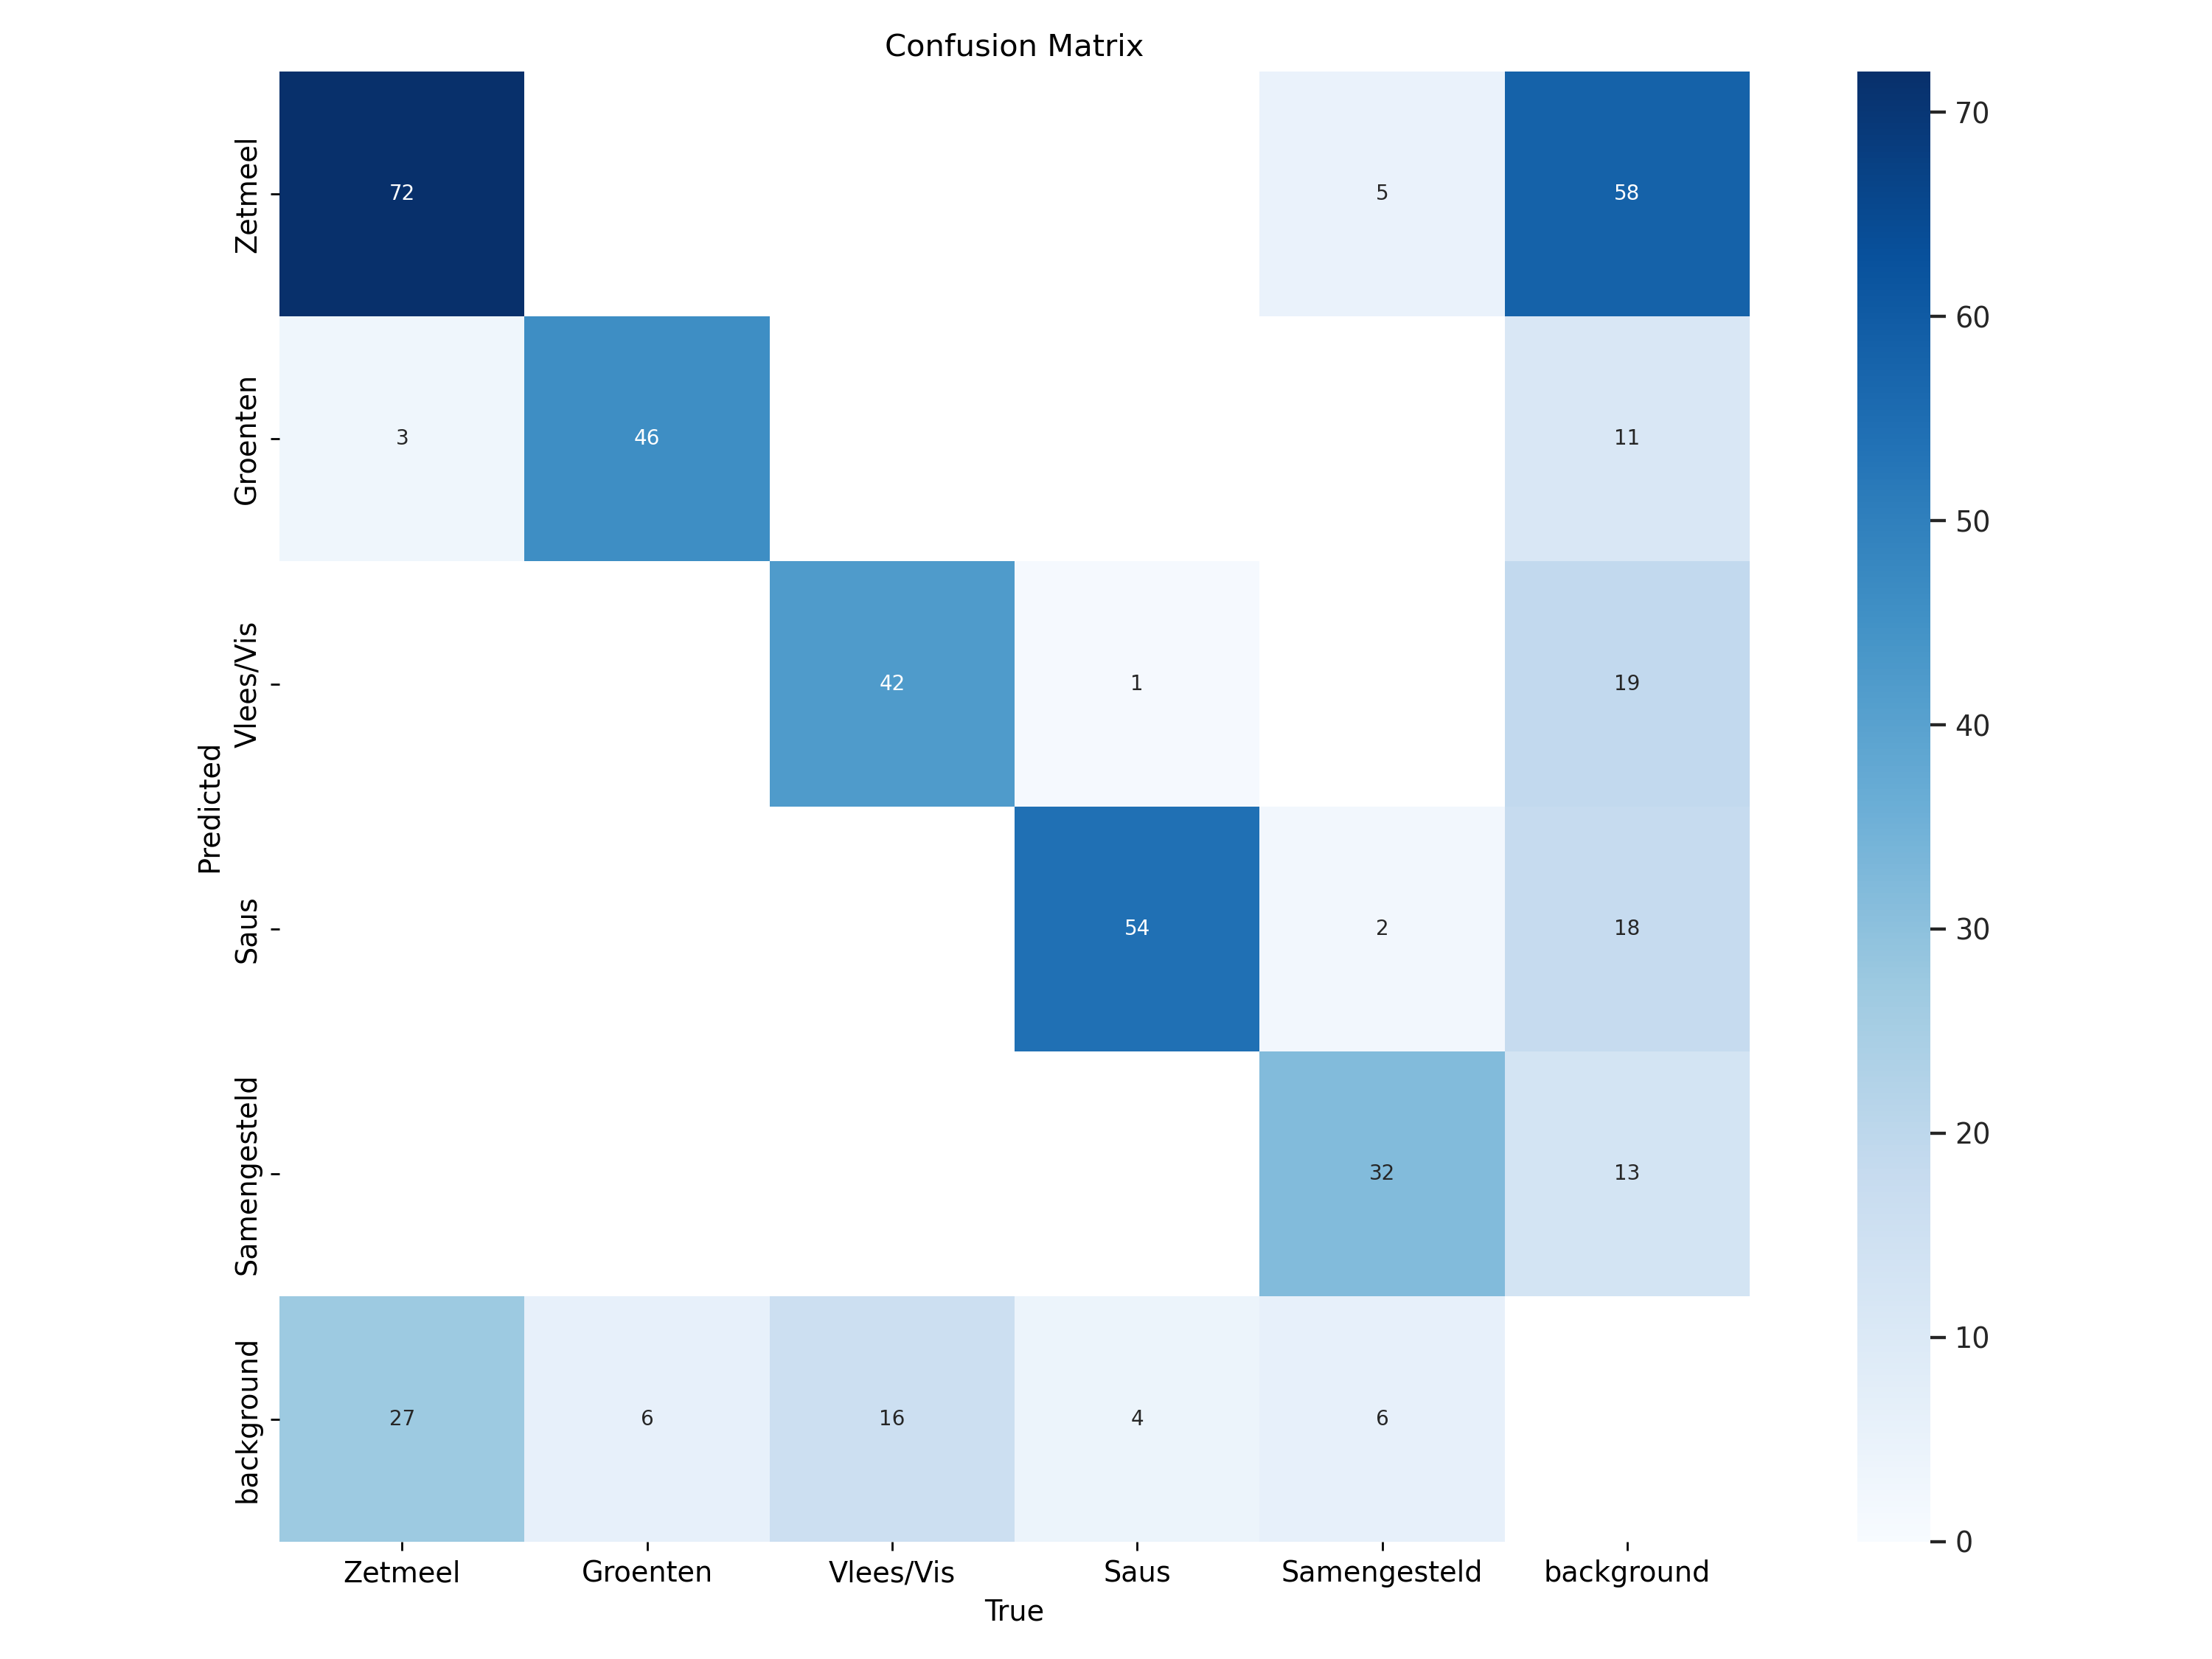 Confusion Matrix
Zetmeel
72
5
58
70
60
Groenten
3
46
11
50
Vlees/Vis
42
1
19
40
Predicted
Saus
54
2
18
30
Samengesteld
32
13
20
background
27
6
16
4
6
10
0
Zetmeel
Groenten
Vlees/Vis
Saus
Samengesteld
background
True